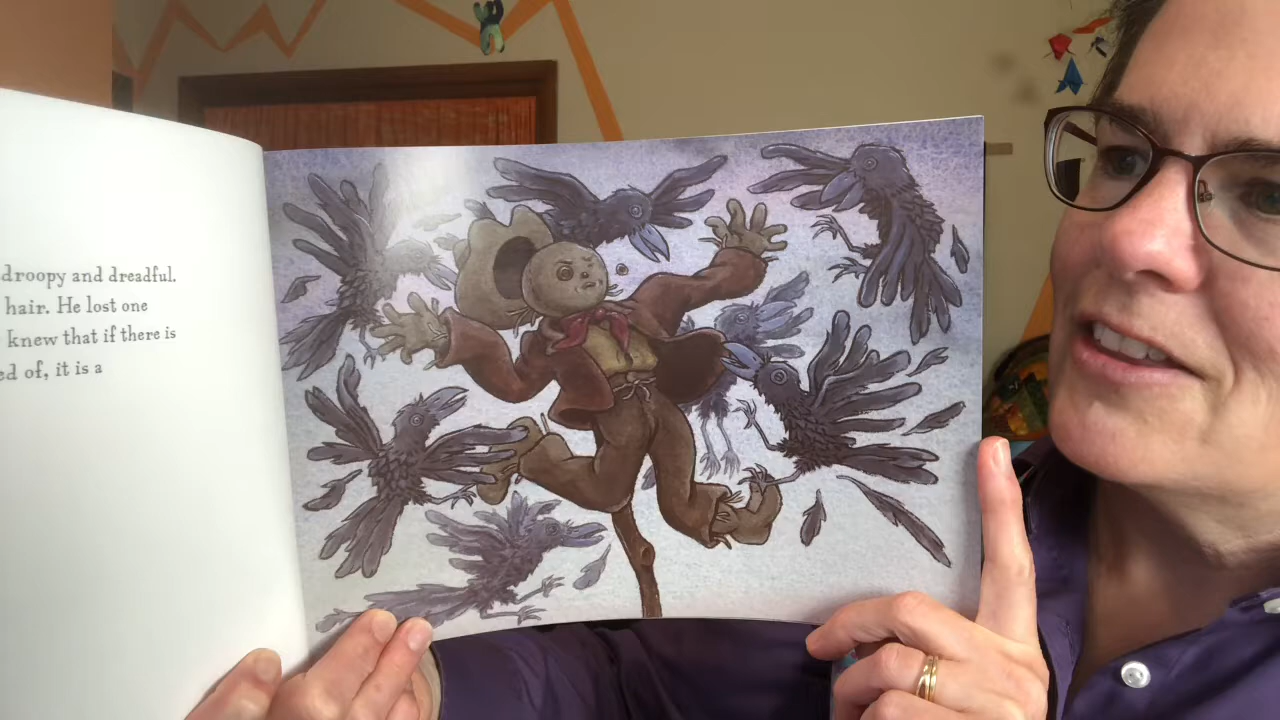 droopy and dreadful.
hair. He lost one
knew that if there is
ed of, it is a